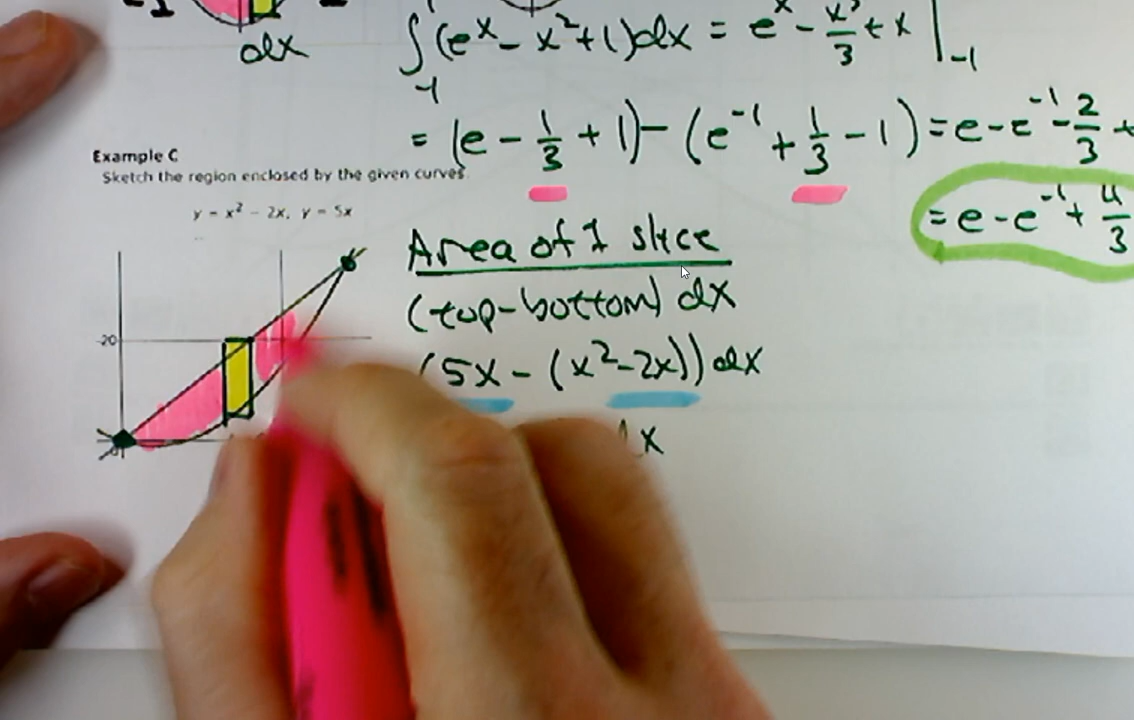 -1
dx
∫ (eˣ - x² + 1)dx = eˣ - x³/3 + x |₋₁
-1
= (e - 1/3 + 1) - (e⁻¹ + 1/3 - 1) = e - e⁻¹ - 2/3 +
= e - e⁻¹ + 4/3
Example C
Sketch the region enclosed by the given curves.
y = x² - 2x, y = 5x
20
Area of 1 slice
(top-bottom) dx
(5x - (x²-2x)) dx
x